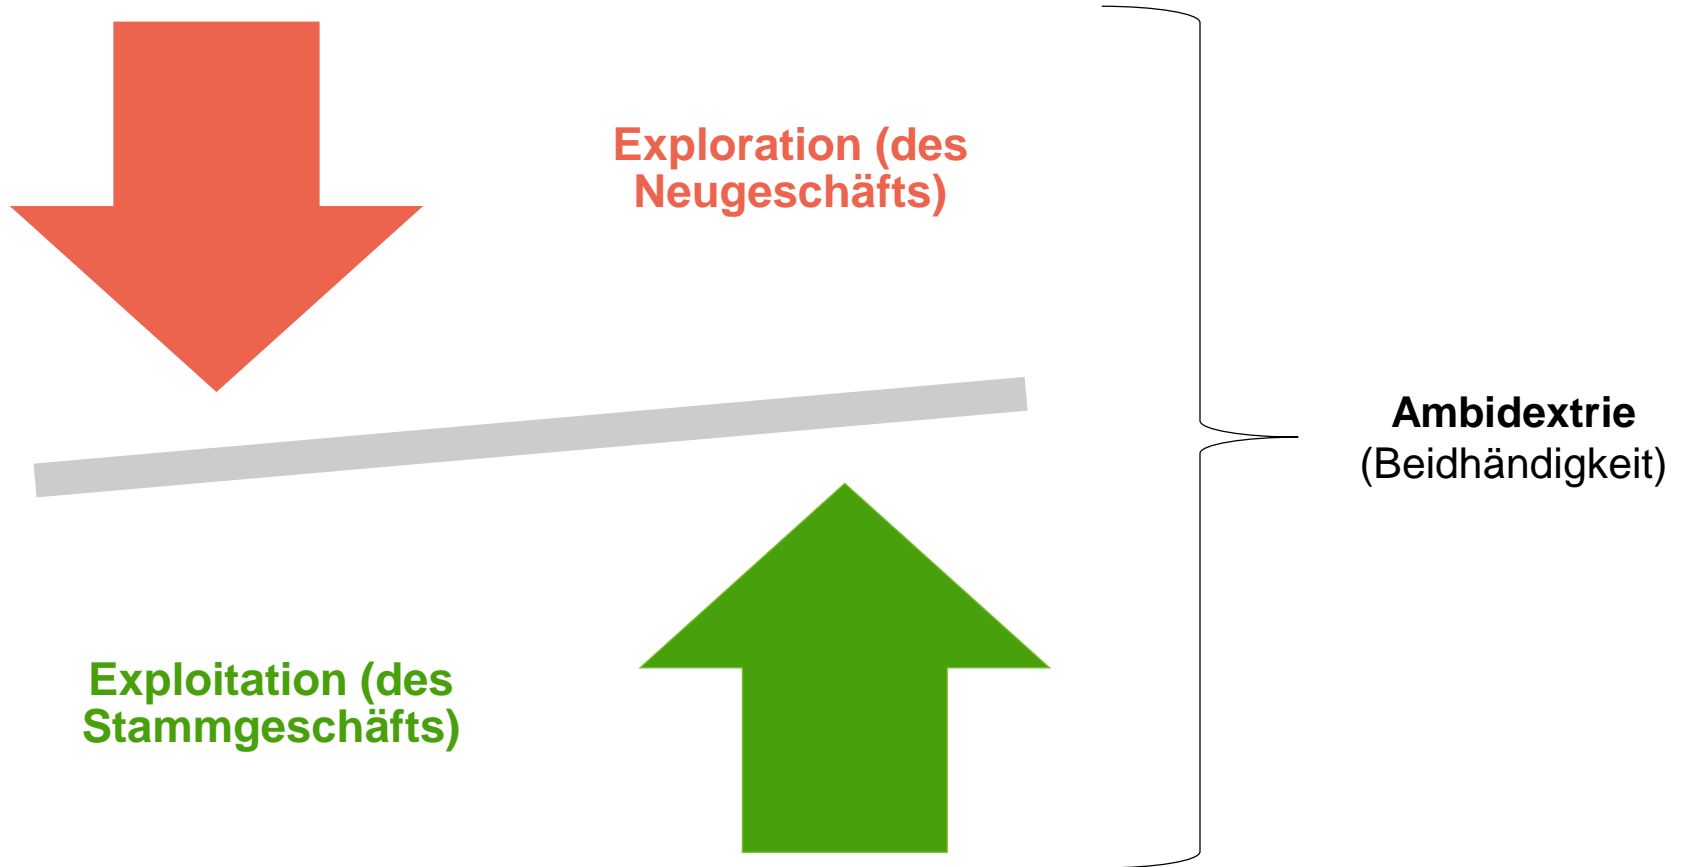 Exploration (des
Neugeschäfts)
Ambidextrie
(Beidhändigkeit)
Exploitation (des
Stammgeschäfts)